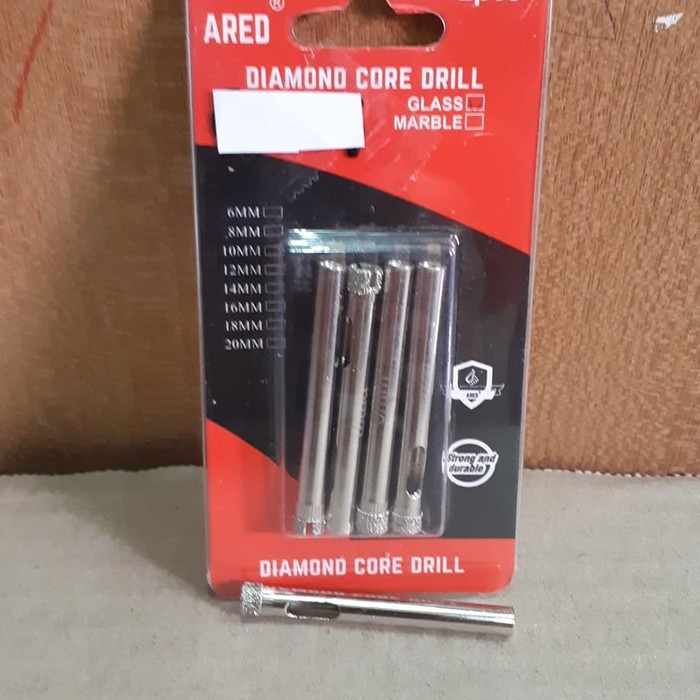 ARED ®
DIAMOND CORE DRILL
GLASS
MARBLE
6MM
8MM
10MM
12MM
14MM
16MM
18MM
20MM
ARED
Strong and
durable
DIAMOND CORE DRILL